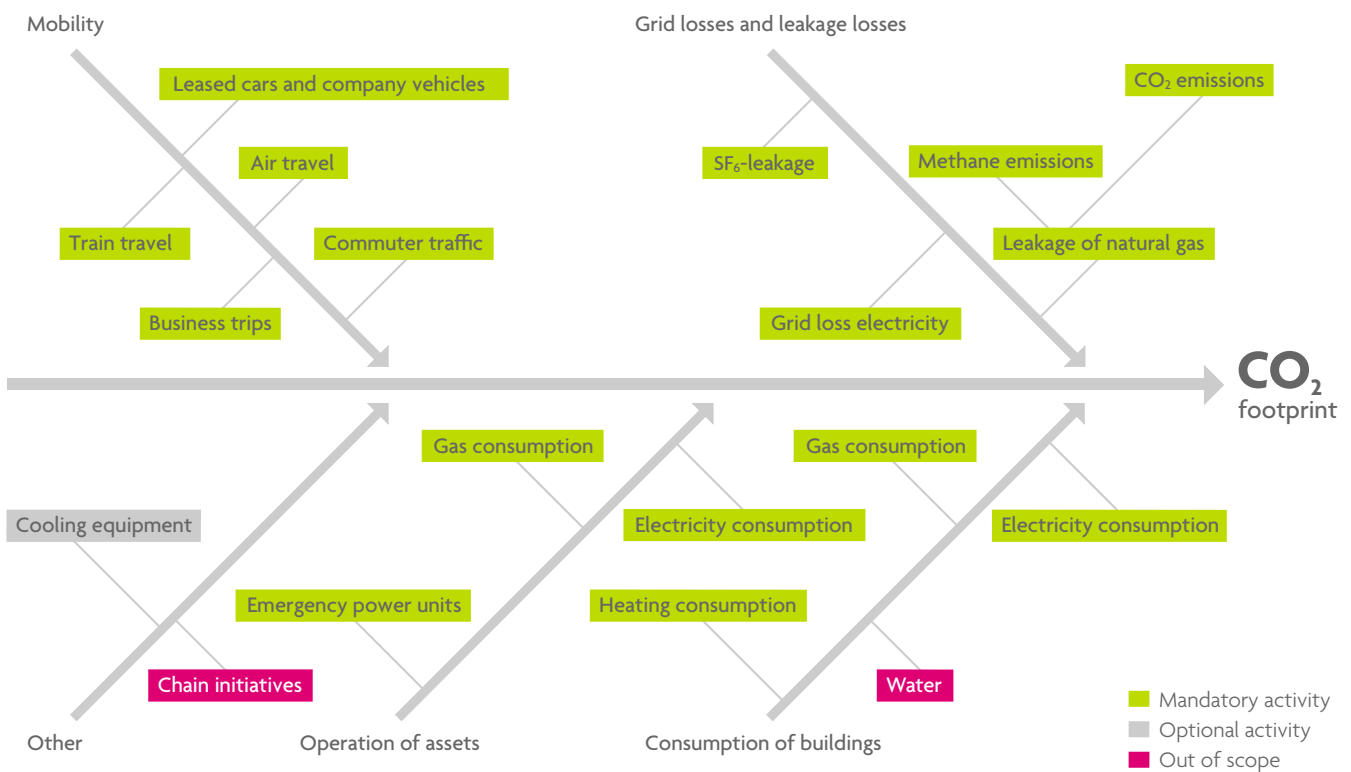 Mobility
Grid losses and leakage losses
Leased cars and company vehicles
CO₂ emissions
Air travel
SF₆-leakage
Methane emissions
Train travel
Commuter traffic
Leakage of natural gas
Business trips
Grid loss electricity
CO₂
footprint
Gas consumption
Gas consumption
Cooling equipment
Electricity consumption
Electricity consumption
Emergency power units
Heating consumption
Chain initiatives
Water
Mandatory activity
Optional activity
Out of scope
Other
Operation of assets
Consumption of buildings